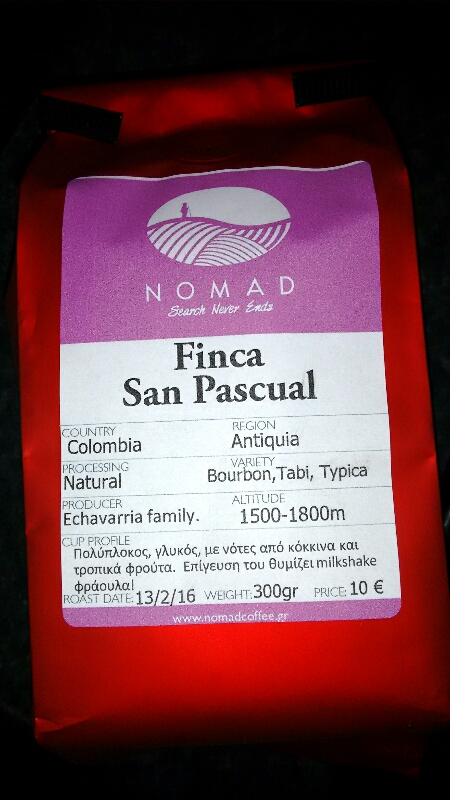 NOMAD
Search Never Ends
Finca
San Pascual
COUNTRY REGION
Colombia Antiquia
PROCESSING VARIETY
Natural Bourbon,Tabi, Typica
PRODUCER ALTITUDE
Echavarria family. 1500-1800m
CUP PROFILE
Πολύπλοκος, γλυκός, με νότες από κόκκινα και
τροπικά φρούτα. Επίγευση του θυμίζει milkshake
φράουλα!
ROAST DATE: 13/2/16 WEIGHT: 300gr PRICE: 10 €
www.nomadcoffee.gr